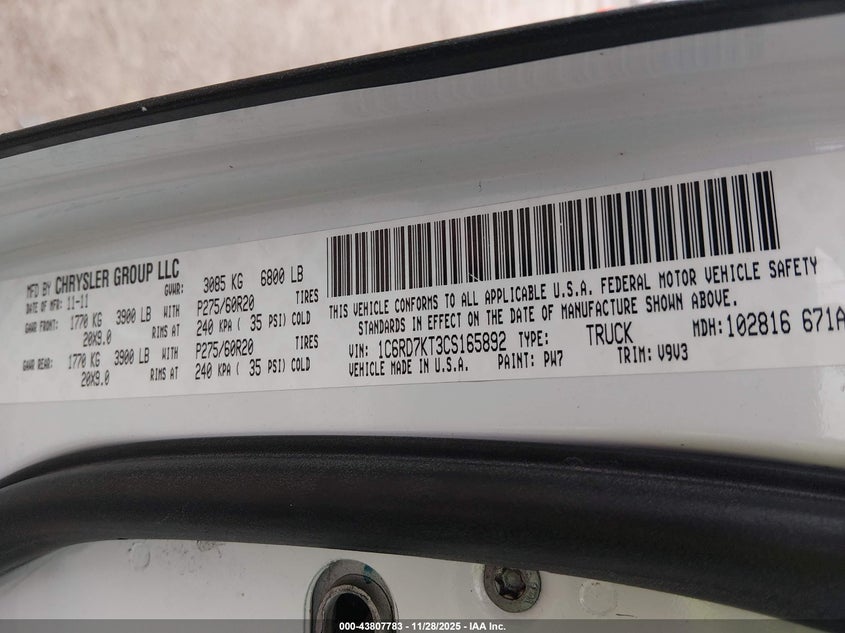 MFD BY CHRYSLER GROUP LLC
DATE OF MFR: 11-11 GVWR: 3085 KG 6800 LB
GAWR FRONT: 1770 KG 3900 LB WITH P275/60R20 TIRES
20X9.0 RIMS AT 240 KPA ( 35 PSI) COLD
GAWR REAR: 1770 KG 3900 LB WITH P275/60R20 TIRES
20X9.0 RIMS AT 240 KPA ( 35 PSI) COLD
THIS VEHICLE CONFORMS TO ALL APPLICABLE U.S.A. FEDERAL MOTOR VEHICLE SAFETY
STANDARDS IN EFFECT ON THE DATE OF MANUFACTURE SHOWN ABOVE.
VIN: 1C6RD7KT3CS165892 TYPE: TRUCK MDH: 102816 671A
VEHICLE MADE IN U.S.A. PAINT: PW7 TRIM: V9V3
000-43807783 - 11/28/2025 - IAA Inc.